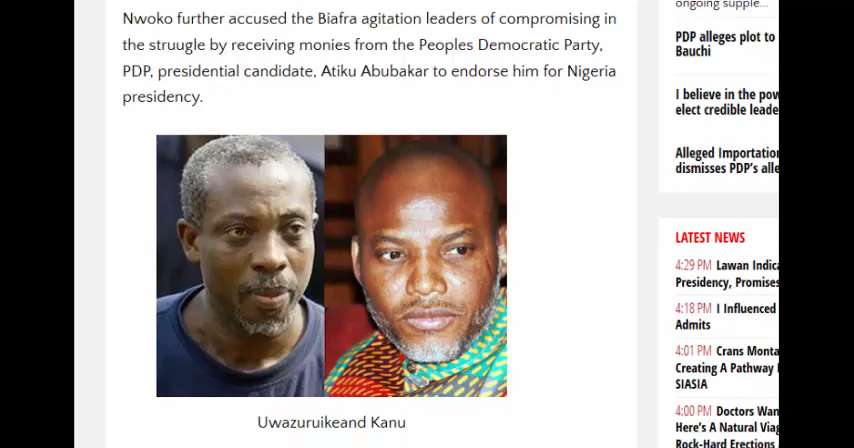 Nwoko further accused the Biafra agitation leaders of compromising in
the struugle by receiving monies from the Peoples Democratic Party,
PDP, presidential candidate, Atiku Abubakar to endorse him for Nigeria
presidency.
Uwazuruikeand Kanu
ongoing supple...
PDP alleges plot to
Bauchi
I believe in the pow
elect credible leade
Alleged Importation
dismisses PDP's alle
LATEST NEWS
4:29 PM Lawan Indica
Presidency, Promises
4:18 PM I Influenced
Admits
4:01 PM Crans Monta
Creating A Pathway
SIASIA
4:00 PM Doctors Wan
Here's A Natural Viag
Rock-Hard Erections